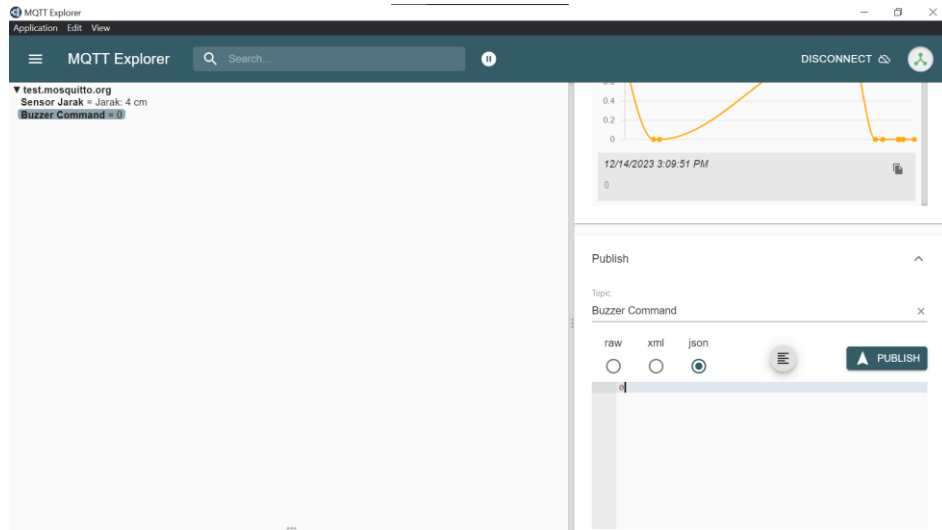 MQTT Explorer
Application Edit View
MQTT Explorer
Search...
DISCONNECT
▼ test.mosquitto.org
Sensor Jarak = Jarak: 4 cm
Buzzer Command = 0
0.4
0.2
0
12/14/2023 3:09:51 PM
0
Publish
Topic
Buzzer Command
raw xml json
PUBLISH
0